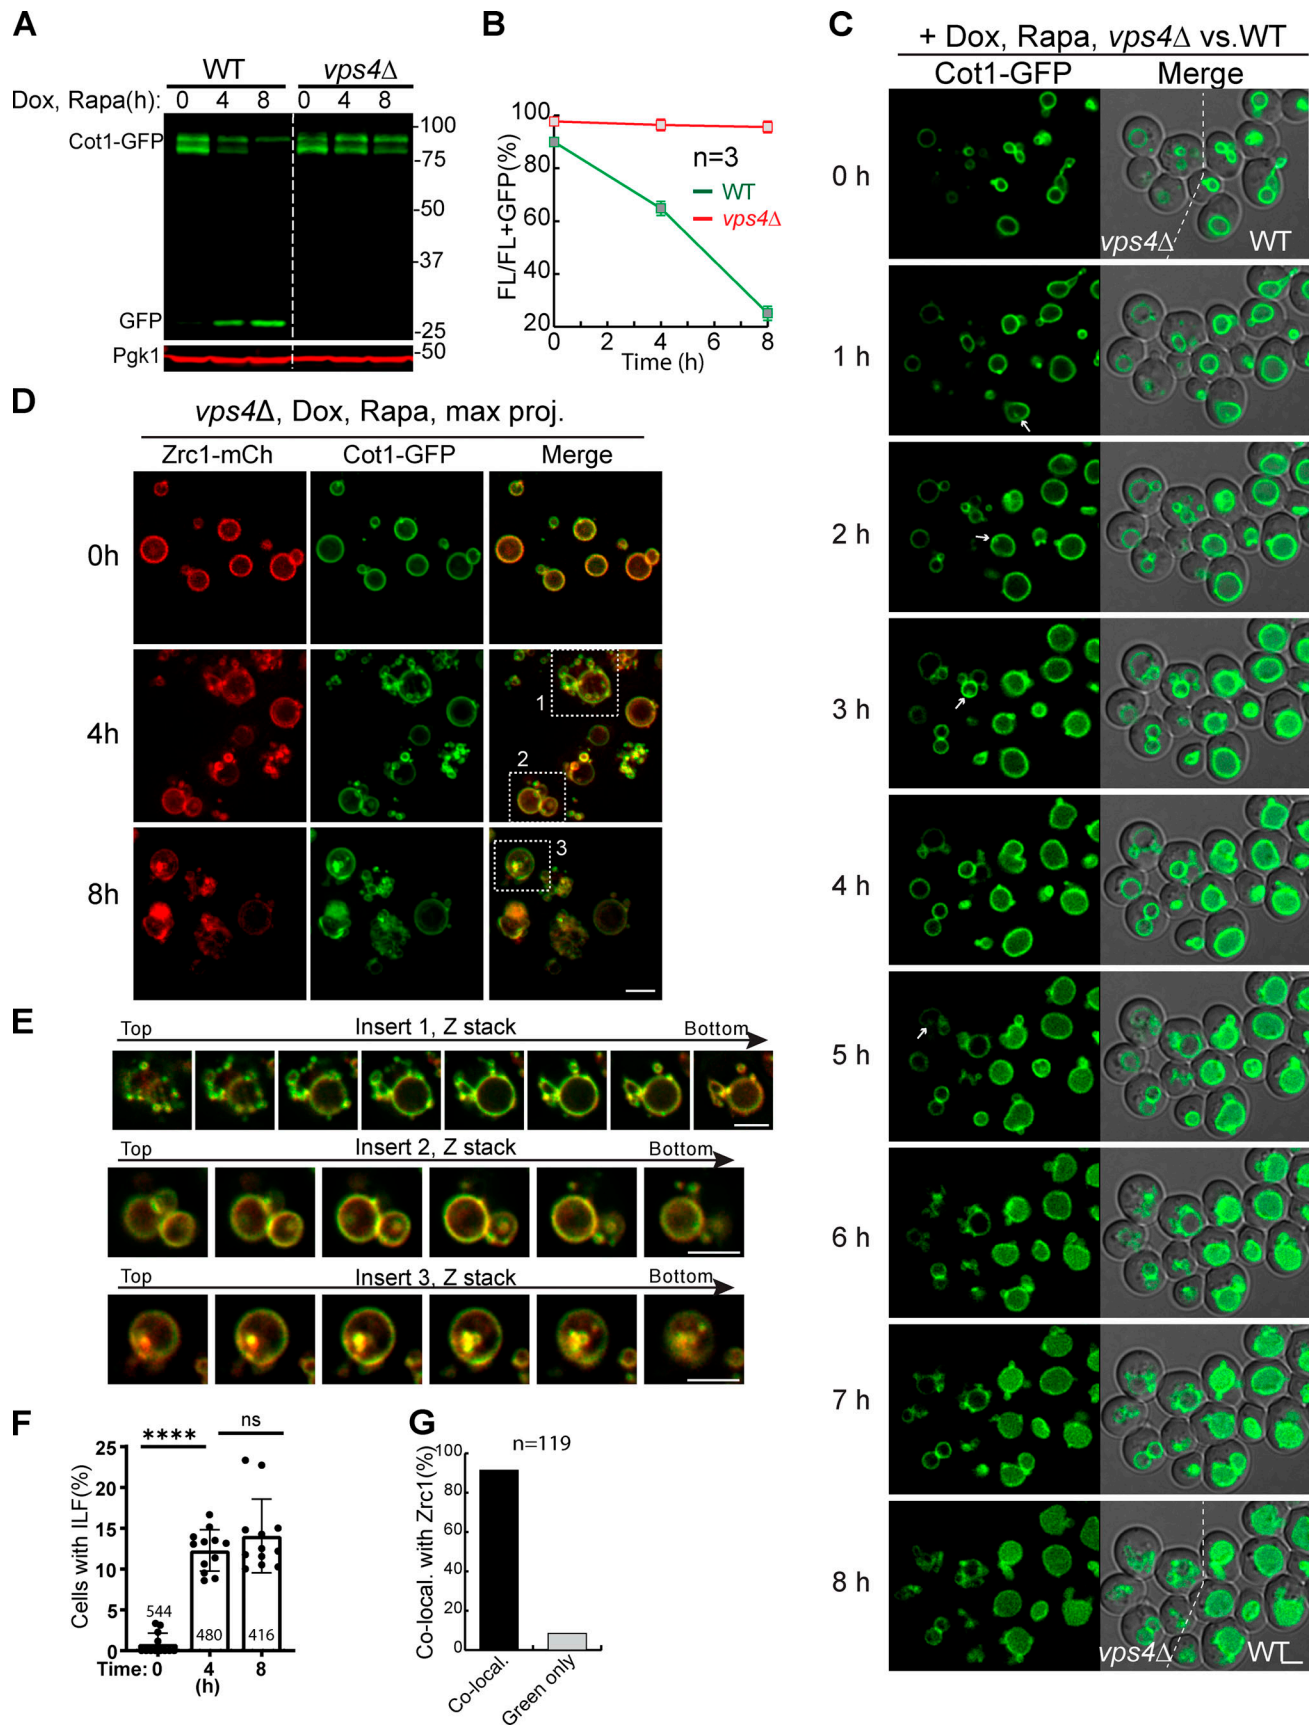 A
WT
vps4Δ
Dox, Rapa(h):
0
4
8
0
4
8
Cot1-GFP
-100
-75
-50
-37
GFP
-25
Pgk1
-50
B
FL/FL+GFP(%)
100
80
60
40
20
n=3
WT
vps4Δ
0
2
4
6
8
Time (h)
C
+ Dox, Rapa, vps4Δ vs.WT
Cot1-GFP
Merge
0 h
vps4Δ
WT
1 h
2 h
3 h
4 h
5 h
6 h
7 h
8 h
vps4Δ
WT
D
vps4Δ, Dox, Rapa, max proj.
Zrc1-mCh
Cot1-GFP
Merge
0h
4h
1
2
8h
3
E
Top
Insert 1, Z stack
Bottom
Top
Insert 2, Z stack
Bottom
Top
Insert 3, Z stack
Bottom
F
Cells with ILF(%)
25
20
15
10
5
0
****
ns
544
480
416
Time:
0
4
8
(h)
G
Co-local. with Zrc1(%)
100
80
60
40
20
0
n=119
Co-local.
Green only